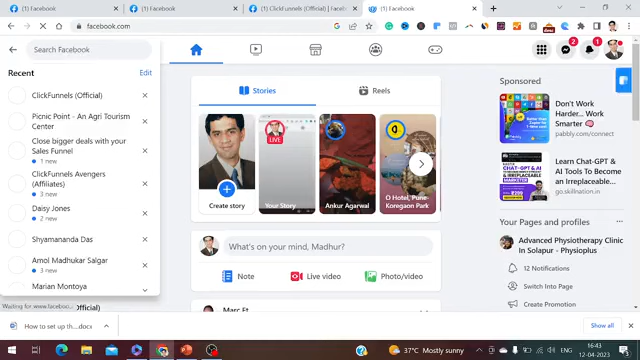 (1) Facebook
(1) Facebook
ClickFunnels (Official) | Faceb
(1) Facebook
facebook.com
Search Facebook
Recent
Edit
ClickFunnels (Official)
Picnic Point - An Agri Tourism
Center
Close bigger deals with your
Sales Funnel
1 new
ClickFunnels Avengers
(Affiliates)
3 new
Daisy Jones
2 new
Shyamananda Das
Amol Madhukar Salgar
3 new
Marian Montoya
Official)
Waiting for www.faceboo
2
1
Stories
Reels
Create story
LIVE
Your Story
Ankur Agarwal
O Hotel, Pune
Koregaon Park
What's on your mind, Madhur?
Note
Live video
Photo/video
Marc Et
Sponsored
Don't Work
Harder... Work
Smarter
pabbly.com/connect
Learn Chat-GPT &
AI Tools To Become
an Irreplaceable...
go.skillnation.in
Your Pages and profiles
Advanced Physiotherapy Clinic
In Solapur - Physioplus
12 Notifications
Switch Into Page
Create Promotion
How to set up th....docx
Show all
37°C Mostly sunny
ENG
16:43
12-04-2023